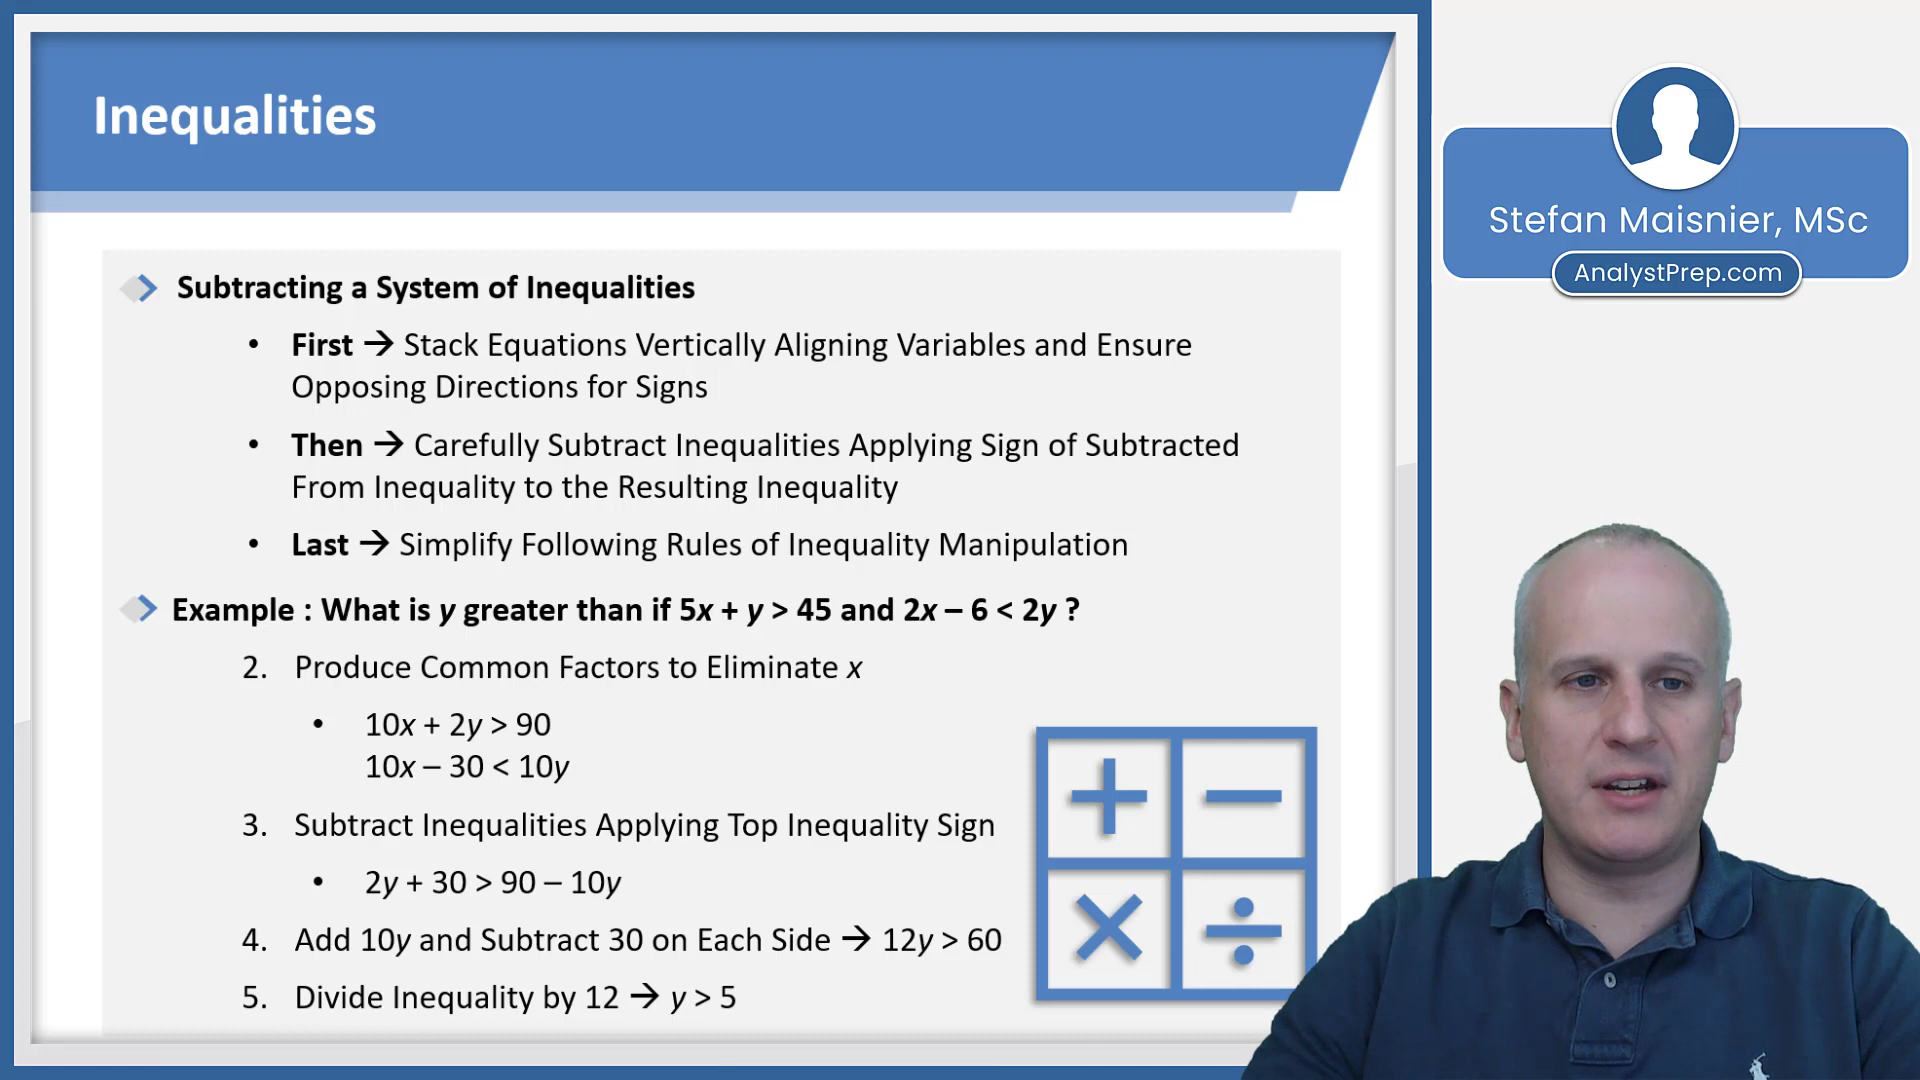 Inequalities
Subtracting a System of Inequalities
• First → Stack Equations Vertically Aligning Variables and Ensure
Opposing Directions for Signs
• Then → Carefully Subtract Inequalities Applying Sign of Subtracted
From Inequality to the Resulting Inequality
• Last → Simplify Following Rules of Inequality Manipulation
Example : What is y greater than if 5x + y > 45 and 2x – 6 < 2y ?
2. Produce Common Factors to Eliminate x
• 10x + 2y > 90
10x – 30 < 10y
3. Subtract Inequalities Applying Top Inequality Sign
• 2y + 30 > 90 – 10y
4. Add 10y and Subtract 30 on Each Side → 12y > 60
5. Divide Inequality by 12 → y > 5
+ −
× ÷
Stefan Maisnier, MSc
AnalystPrep.com